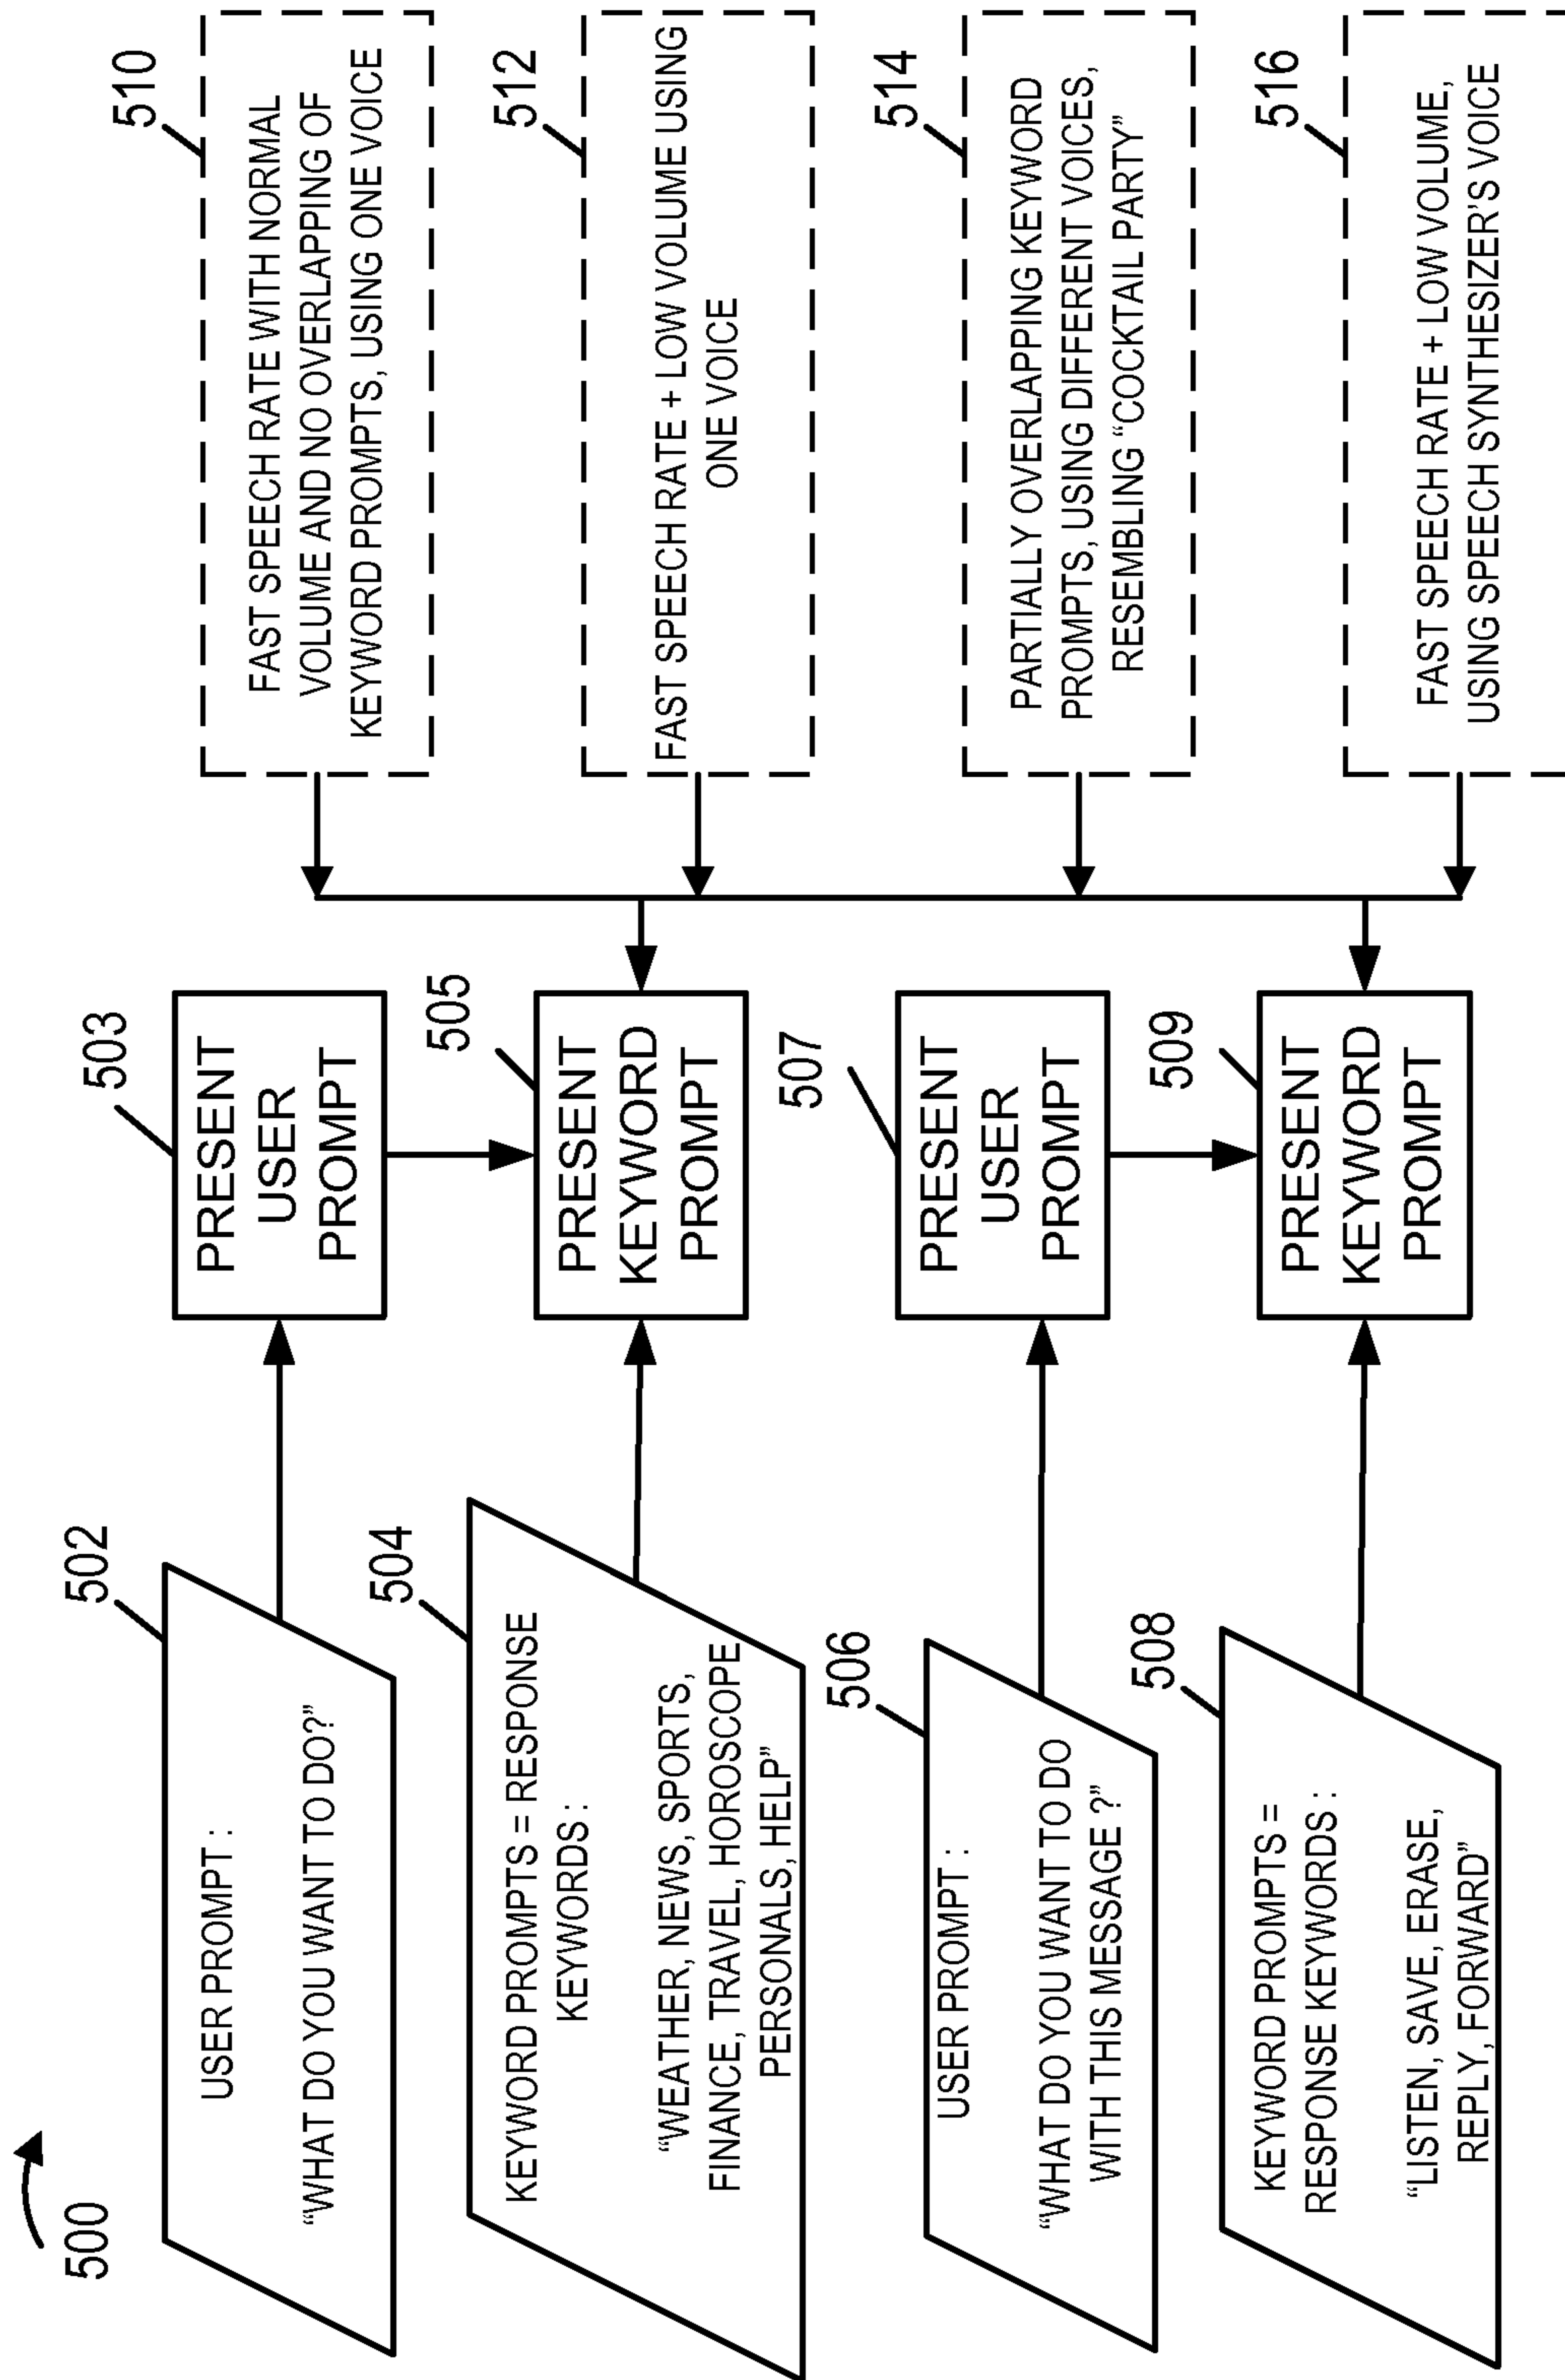 500
502
USER PROMPT :
“WHAT DO YOU WANT TO DO?”
503
PRESENT
USER
PROMPT
510
FAST SPEECH RATE WITH NORMAL
VOLUME AND NO OVERLAPPING OF
KEYWORD PROMPTS, USING ONE VOICE
504
KEYWORD PROMPTS = RESPONSE
KEYWORDS :
“WEATHER, NEWS, SPORTS,
FINANCE, TRAVEL, HOROSCOPE
PERSONALS, HELP”
505
PRESENT
KEYWORD
PROMPT
512
FAST SPEECH RATE + LOW VOLUME USING
ONE VOICE
506
USER PROMPT :
“WHAT DO YOU WANT TO DO
WITH THIS MESSAGE ?”
507
PRESENT
USER
PROMPT
514
PARTIALLY OVERLAPPING KEYWORD
PROMPTS, USING DIFFERENT VOICES,
RESEMBLING “COCKTAIL PARTY”
508
KEYWORD PROMPTS =
RESPONSE KEYWORDS :
“LISTEN, SAVE, ERASE,
REPLY, FORWARD”
509
PRESENT
KEYWORD
PROMPT
516
FAST SPEECH RATE + LOW VOLUME,
USING SPEECH SYNTHESIZER’S VOICE